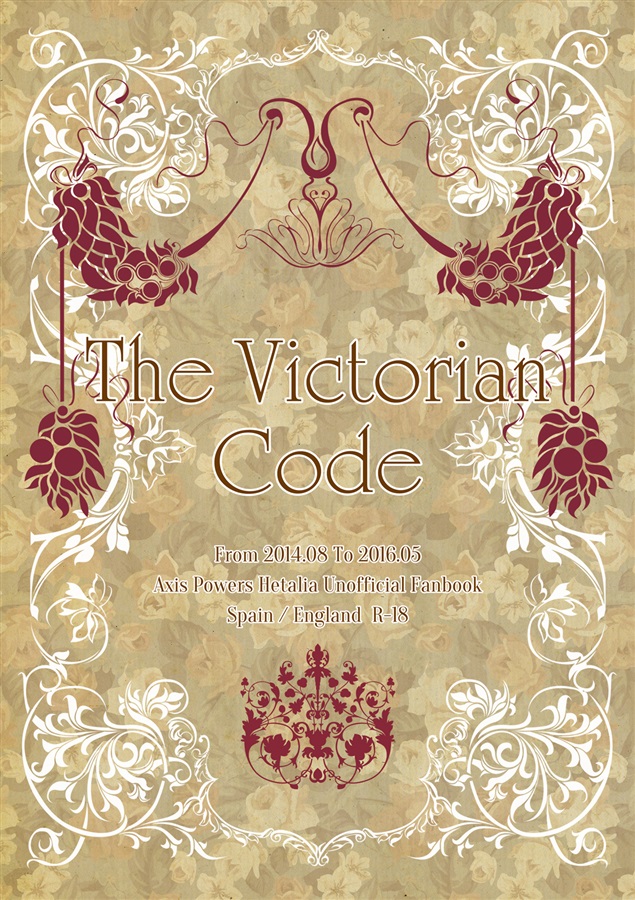 The Victorian
Code
From 2014.08 To 2016.05
Axis Powers Hetalia Unofficial Fanbook
Spain / England R-18